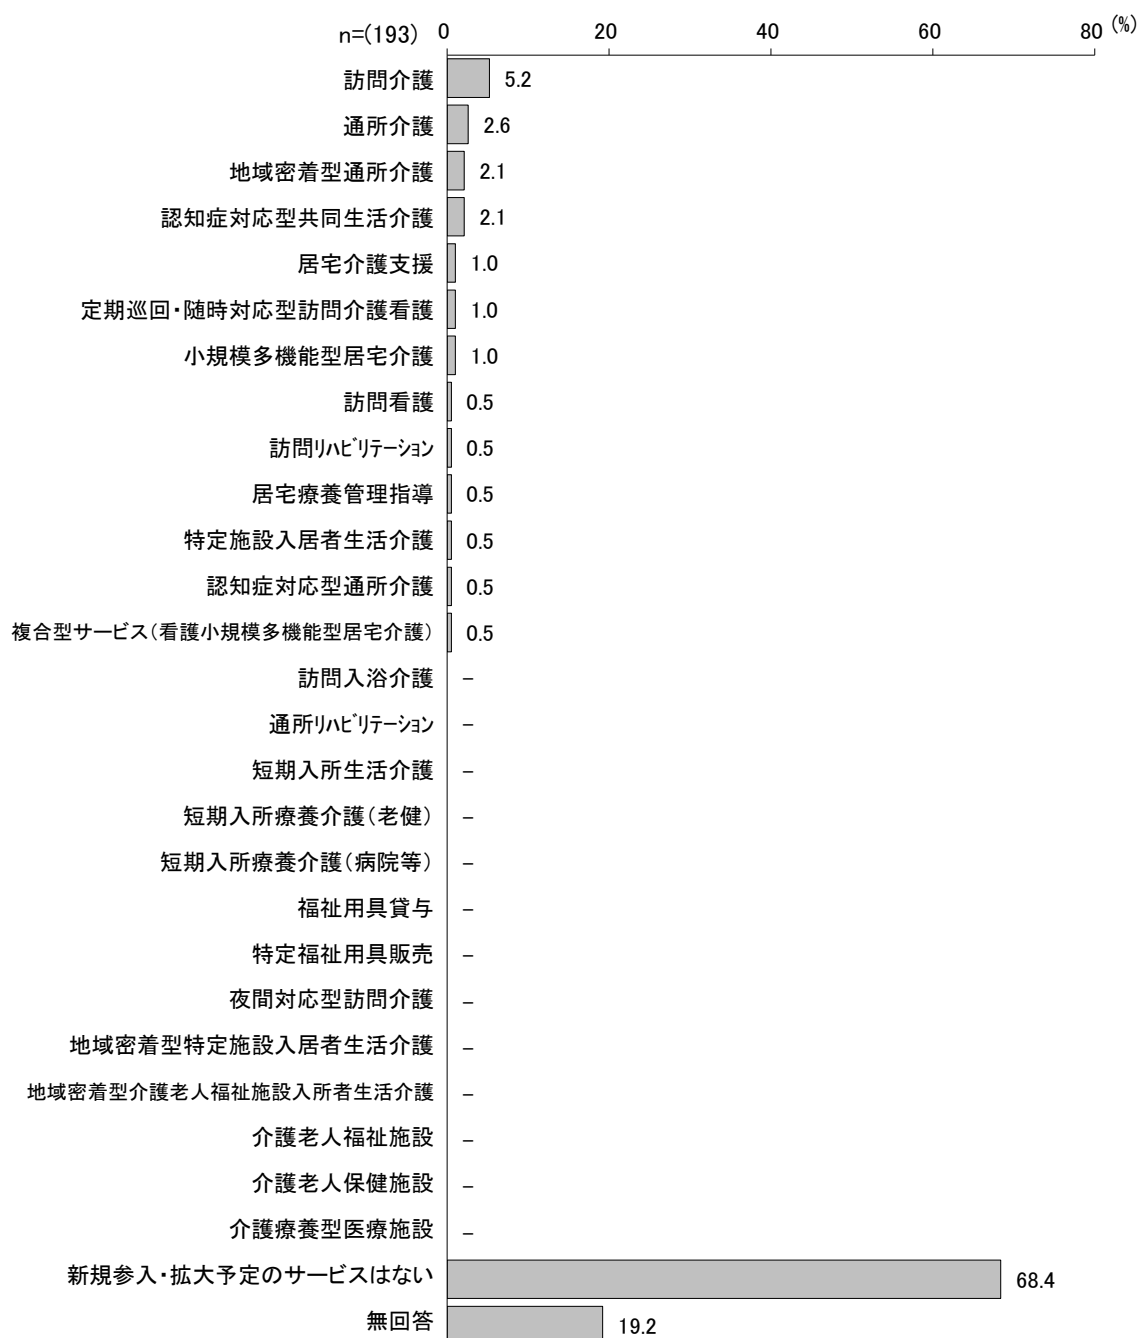 n=(193) 0 20 40 60 80 (%)
訪問介護 5.2
通所介護 2.6
地域密着型通所介護 2.1
認知症対応型共同生活介護 2.1
居宅介護支援 1.0
定期巡回・随時対応型訪問介護看護 1.0
小規模多機能型居宅介護 1.0
訪問看護 0.5
訪問ﾘﾊﾋﾞﾘﾃｰｼｮﾝ 0.5
居宅療養管理指導 0.5
特定施設入居者生活介護 0.5
認知症対応型通所介護 0.5
複合型サービス(看護小規模多機能型居宅介護) 0.5
訪問入浴介護 –
通所ﾘﾊﾋﾞﾘﾃｰｼｮﾝ –
短期入所生活介護 –
短期入所療養介護(老健) –
短期入所療養介護(病院等) –
福祉用具貸与 –
特定福祉用具販売 –
夜間対応型訪問介護 –
地域密着型特定施設入居者生活介護 –
地域密着型介護老人福祉施設入所者生活介護 –
介護老人福祉施設 –
介護老人保健施設 –
介護療養型医療施設 –
新規参入・拡大予定のサービスはない 68.4
無回答 19.2